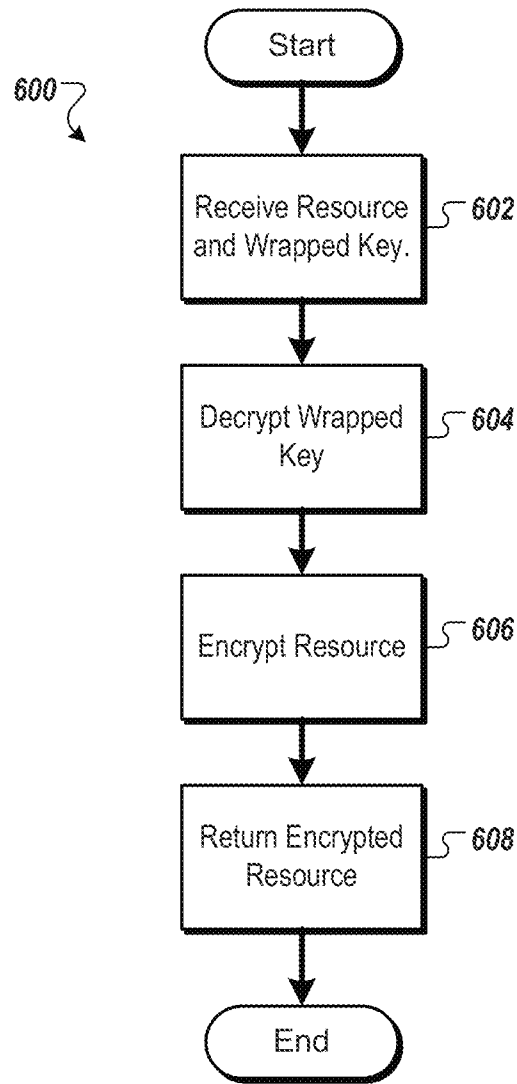 Start
600
Receive Resource
and Wrapped Key.
602
Decrypt Wrapped
Key
604
Encrypt Resource
606
Return Encrypted
Resource
608
End